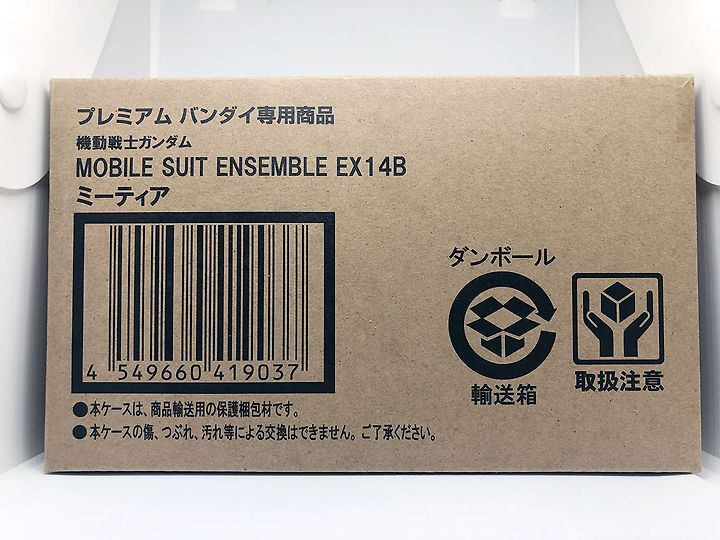 プレミアム バンダイ専用商品
機動戦士ガンダム
MOBILE SUIT ENSEMBLE EX14B
ミーティア
4 549660 419037
●本ケースは、商品輸送用の保護梱包材です。
●本ケースの傷、つぶれ、汚れ等による交換はできません。ご了承ください。
ダンボール
輸送箱
取扱注意